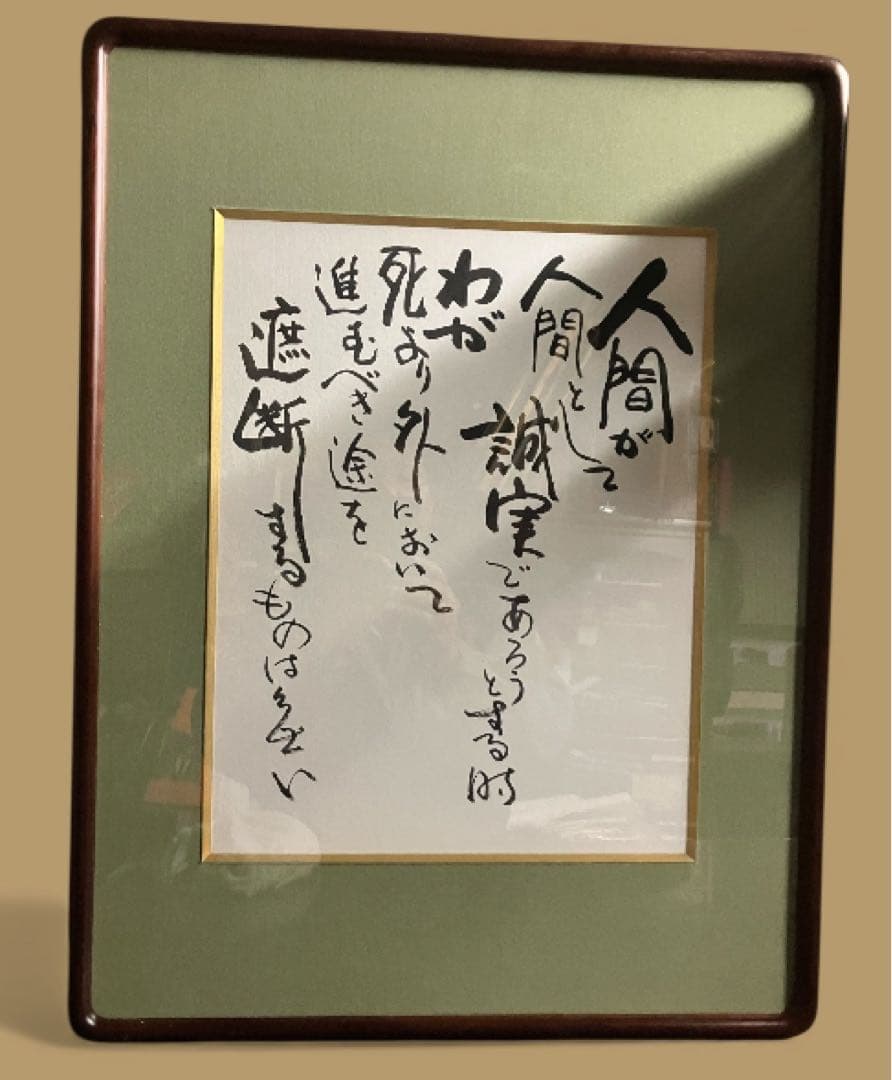 人間が
人間として
誠実であろうとする時
わが
死より外において
進むべき途を
遮断するものは無い